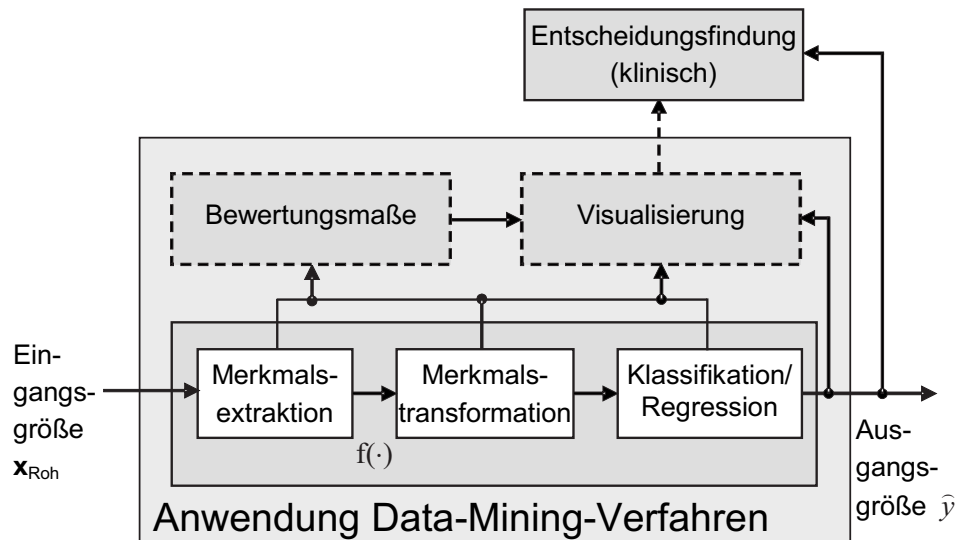 Entscheidungsfindung
(klinisch)
Bewertungsmaße
Visualisierung
Ein-
gangs-
größe
x_Roh
Merkmals-
extraktion
f(·)
Merkmals-
transformation
Klassifikation/
Regression
Aus-
gangs-
größe ŷ
Anwendung Data-Mining-Verfahren